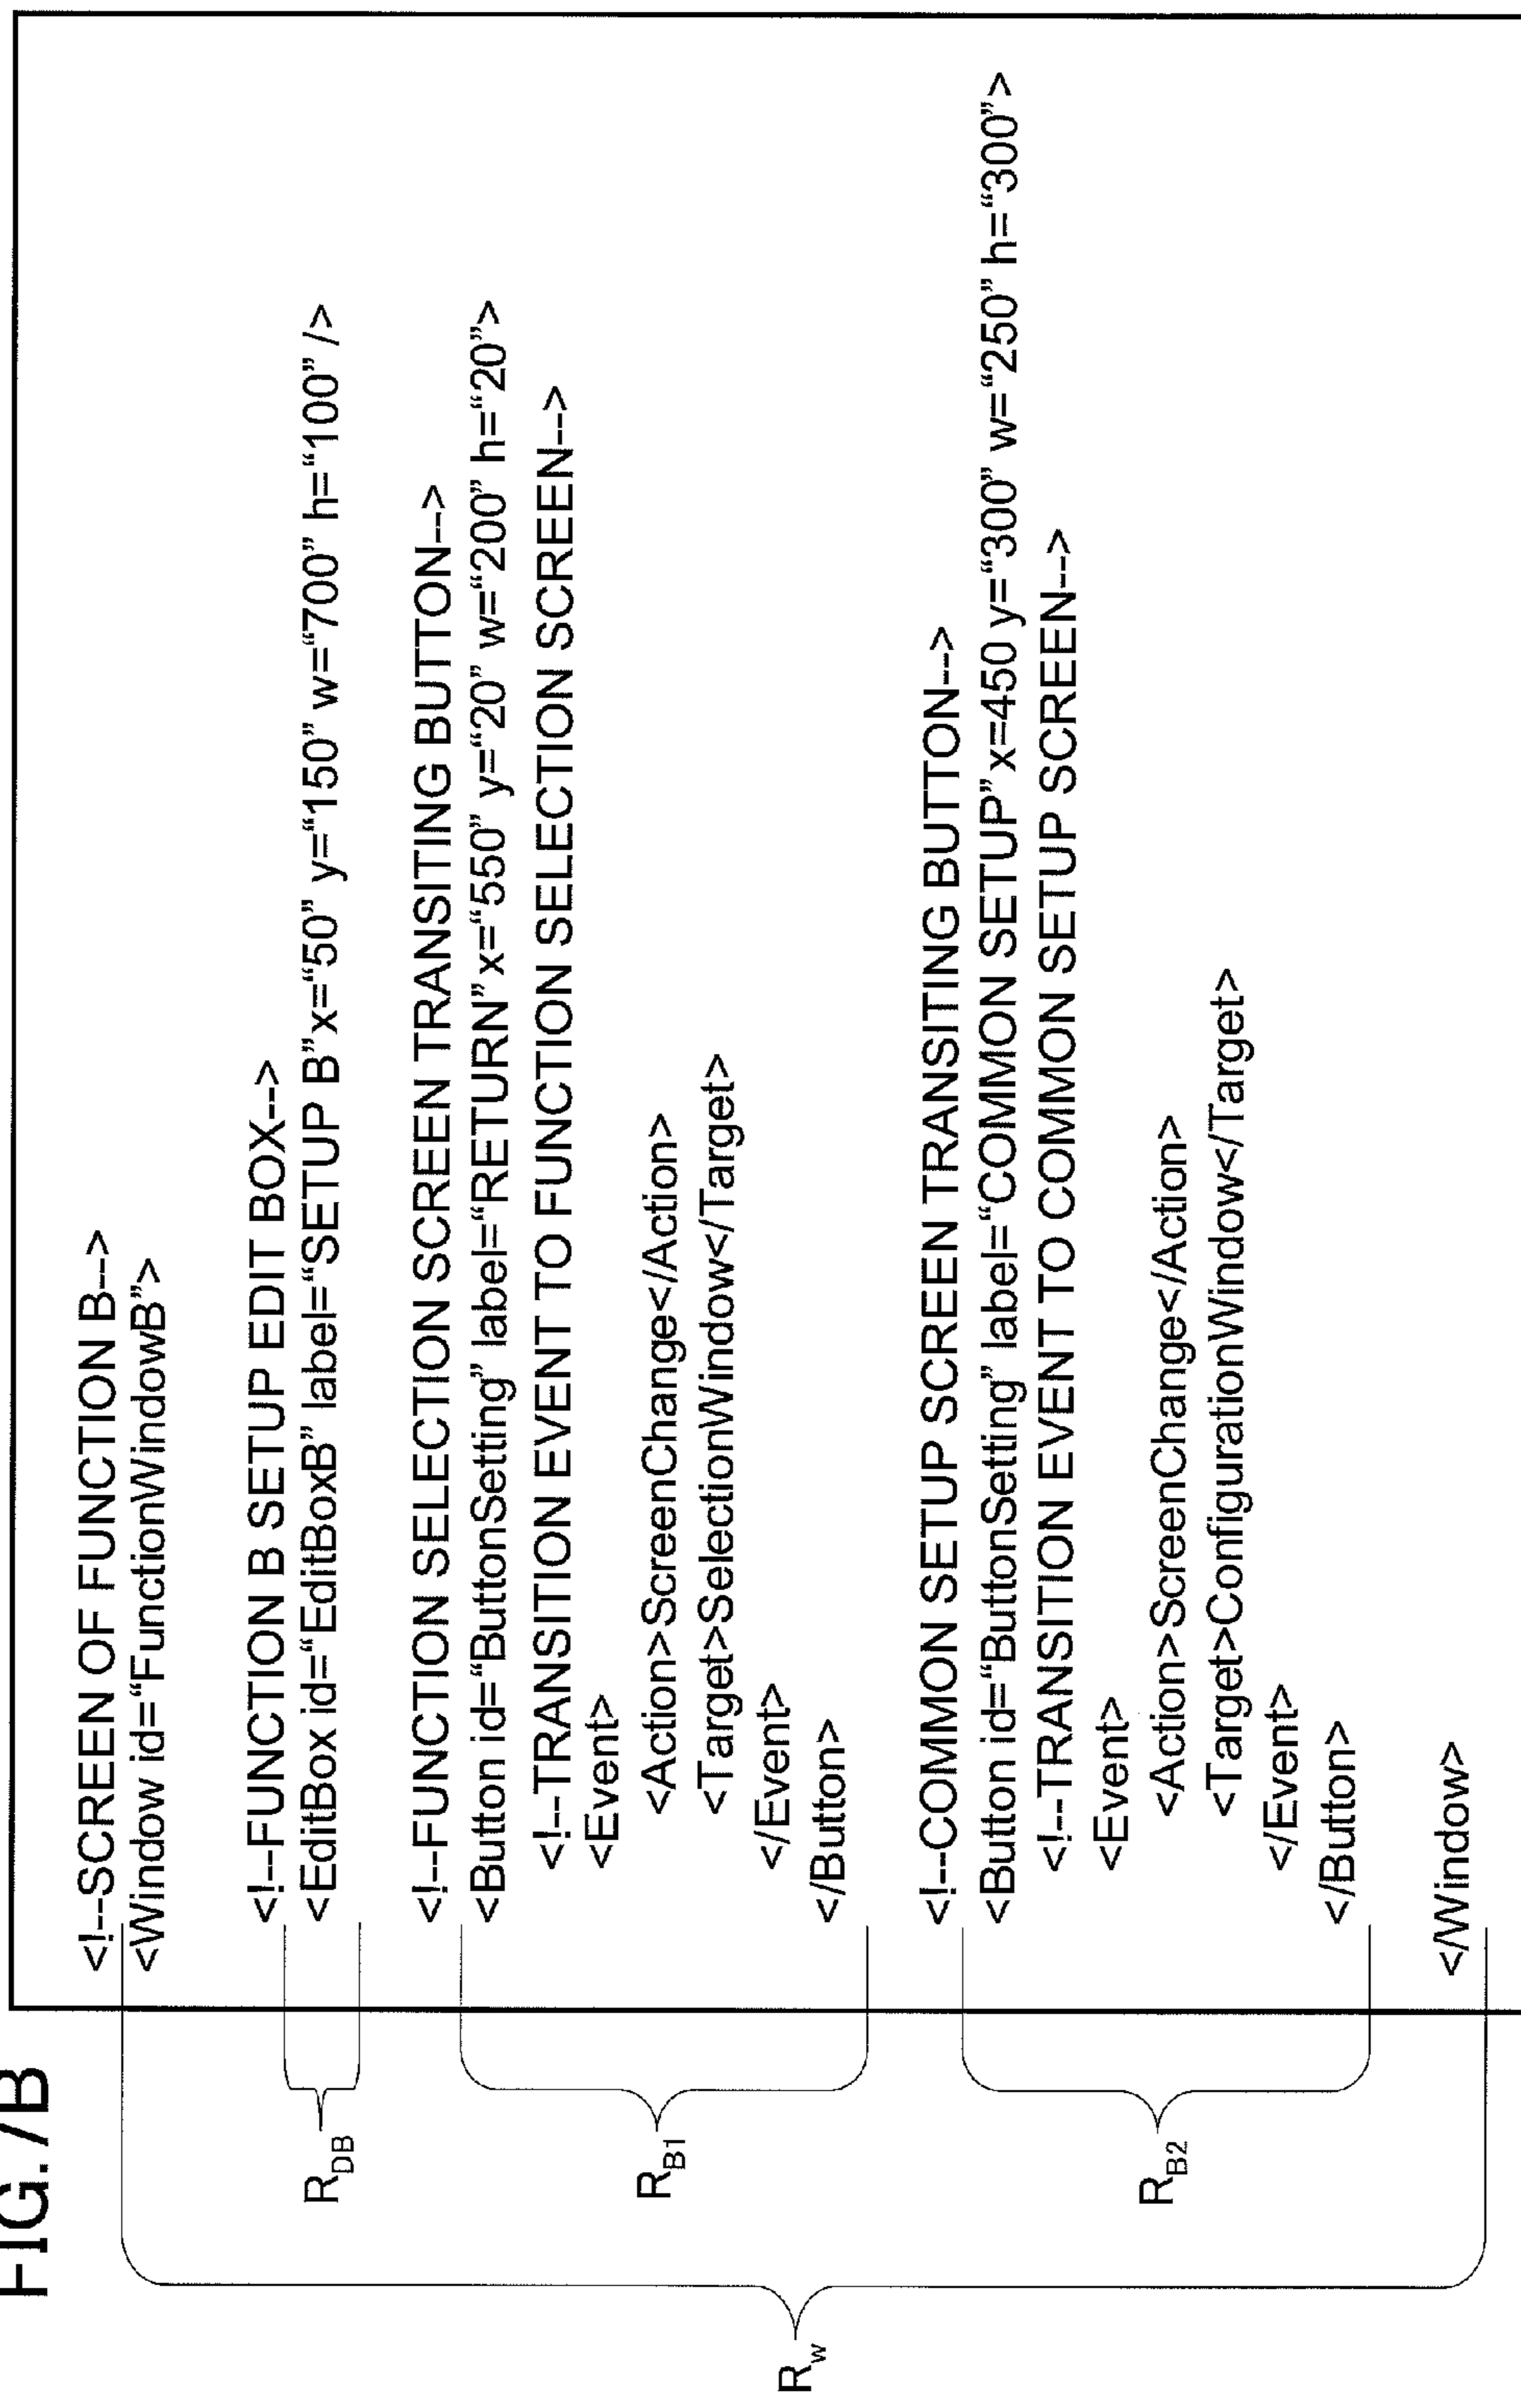 FIG. 7B
<!---SCREEN OF FUNCTION B--->
<Window id=“FunctionWindowB”>
<!--FUNCTION B SETUP EDIT BOX-->
<EditBox id=“EditBoxB” label=“SETUP B”x=“50” y=“150” w=“700” h=“100” />
<!--FUNCTION SELECTION SCREEN TRANSITING BUTTON-->
<Button id=“ButtonSetting” label=“RETURN”x=“550” y=“20” w=“200” h=“20”>
<!--TRANSITION EVENT TO FUNCTION SELECTION SCREEN-->
<Event>
<Action>ScreenChange</Action>
<Target>SelectionWindow</Target>
</Event>
</Button>
<!--COMMON SETUP SCREEN TRANSITING BUTTON-->
<Button id=“ButtonSetting” label=“COMMON SETUP”x=450 y=“300” w=“250” h=“300”>
<!--TRANSITION EVENT TO COMMON SETUP SCREEN-->
<Event>
<Action>ScreenChange</Action>
<Target>ConfigurationWindow</Target>
</Event>
</Button>
</Window>
RDB
RB1
RB2
Rw